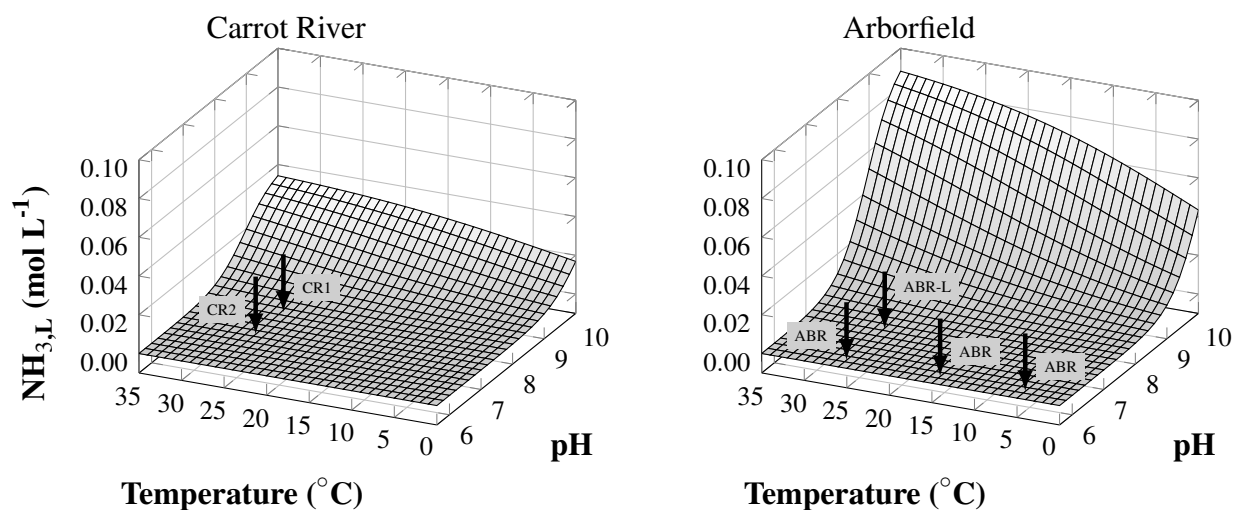 Carrot River
0.10
0.08
0.06
0.04
0.02
0.00
NH3,L (mol L-1)
CR1
CR2
35
30
25
20
15
10
5
0
6
7
8
9
10
pH
Temperature (°C)
Arborfield
0.10
0.08
0.06
0.04
0.02
0.00
ABR-L
ABR
ABR
ABR
35
30
25
20
15
10
5
0
6
7
8
9
10
pH
Temperature (°C)